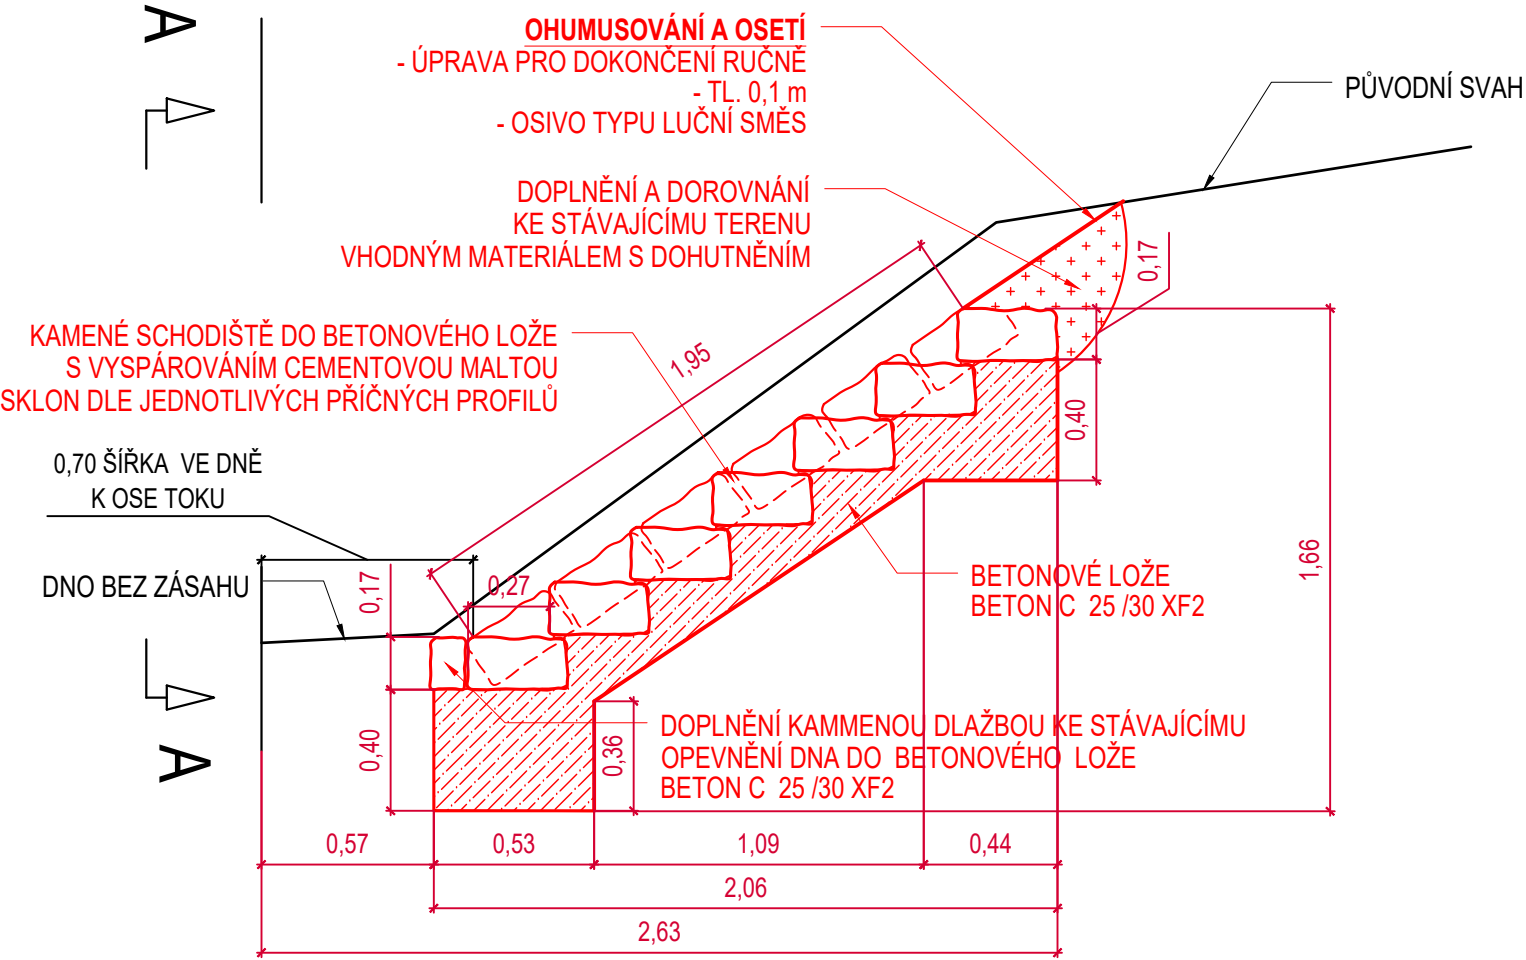 A
OHUMUSOVÁNÍ A OSETÍ
- ÚPRAVA PRO DOKONČENÍ RUČNĚ
- TL. 0,1 m
- OSIVO TYPU LUČNÍ SMĚS
PŮVODNÍ SVAH
DOPLNĚNÍ A DOROVNÁNÍ
KE STÁVAJÍCÍMU TERENU
VHODNÝM MATERIÁLEM S DOHUTNĚNÍM
0,17
KAMENÉ SCHODIŠTĚ DO BETONOVÉHO LOŽE
S VYSPÁROVÁNÍM CEMENTOVOU MALTOU
SKLON DLE JEDNOTLIVÝCH PŘÍČNÝCH PROFILŮ
1,95
0,40
0,70 ŠÍŘKA VE DNĚ
K OSE TOKU
1,66
DNO BEZ ZÁSAHU
0,17
0,27
BETONOVÉ LOŽE
BETON C 25 /30 XF2
DOPLNĚNÍ KAMMENOU DLAŽBOU KE STÁVAJÍCÍMU
OPEVNĚNÍ DNA DO BETONOVÉHO LOŽE
BETON C 25 /30 XF2
0,40
0,36
A
0,57
0,53
1,09
0,44
2,06
2,63